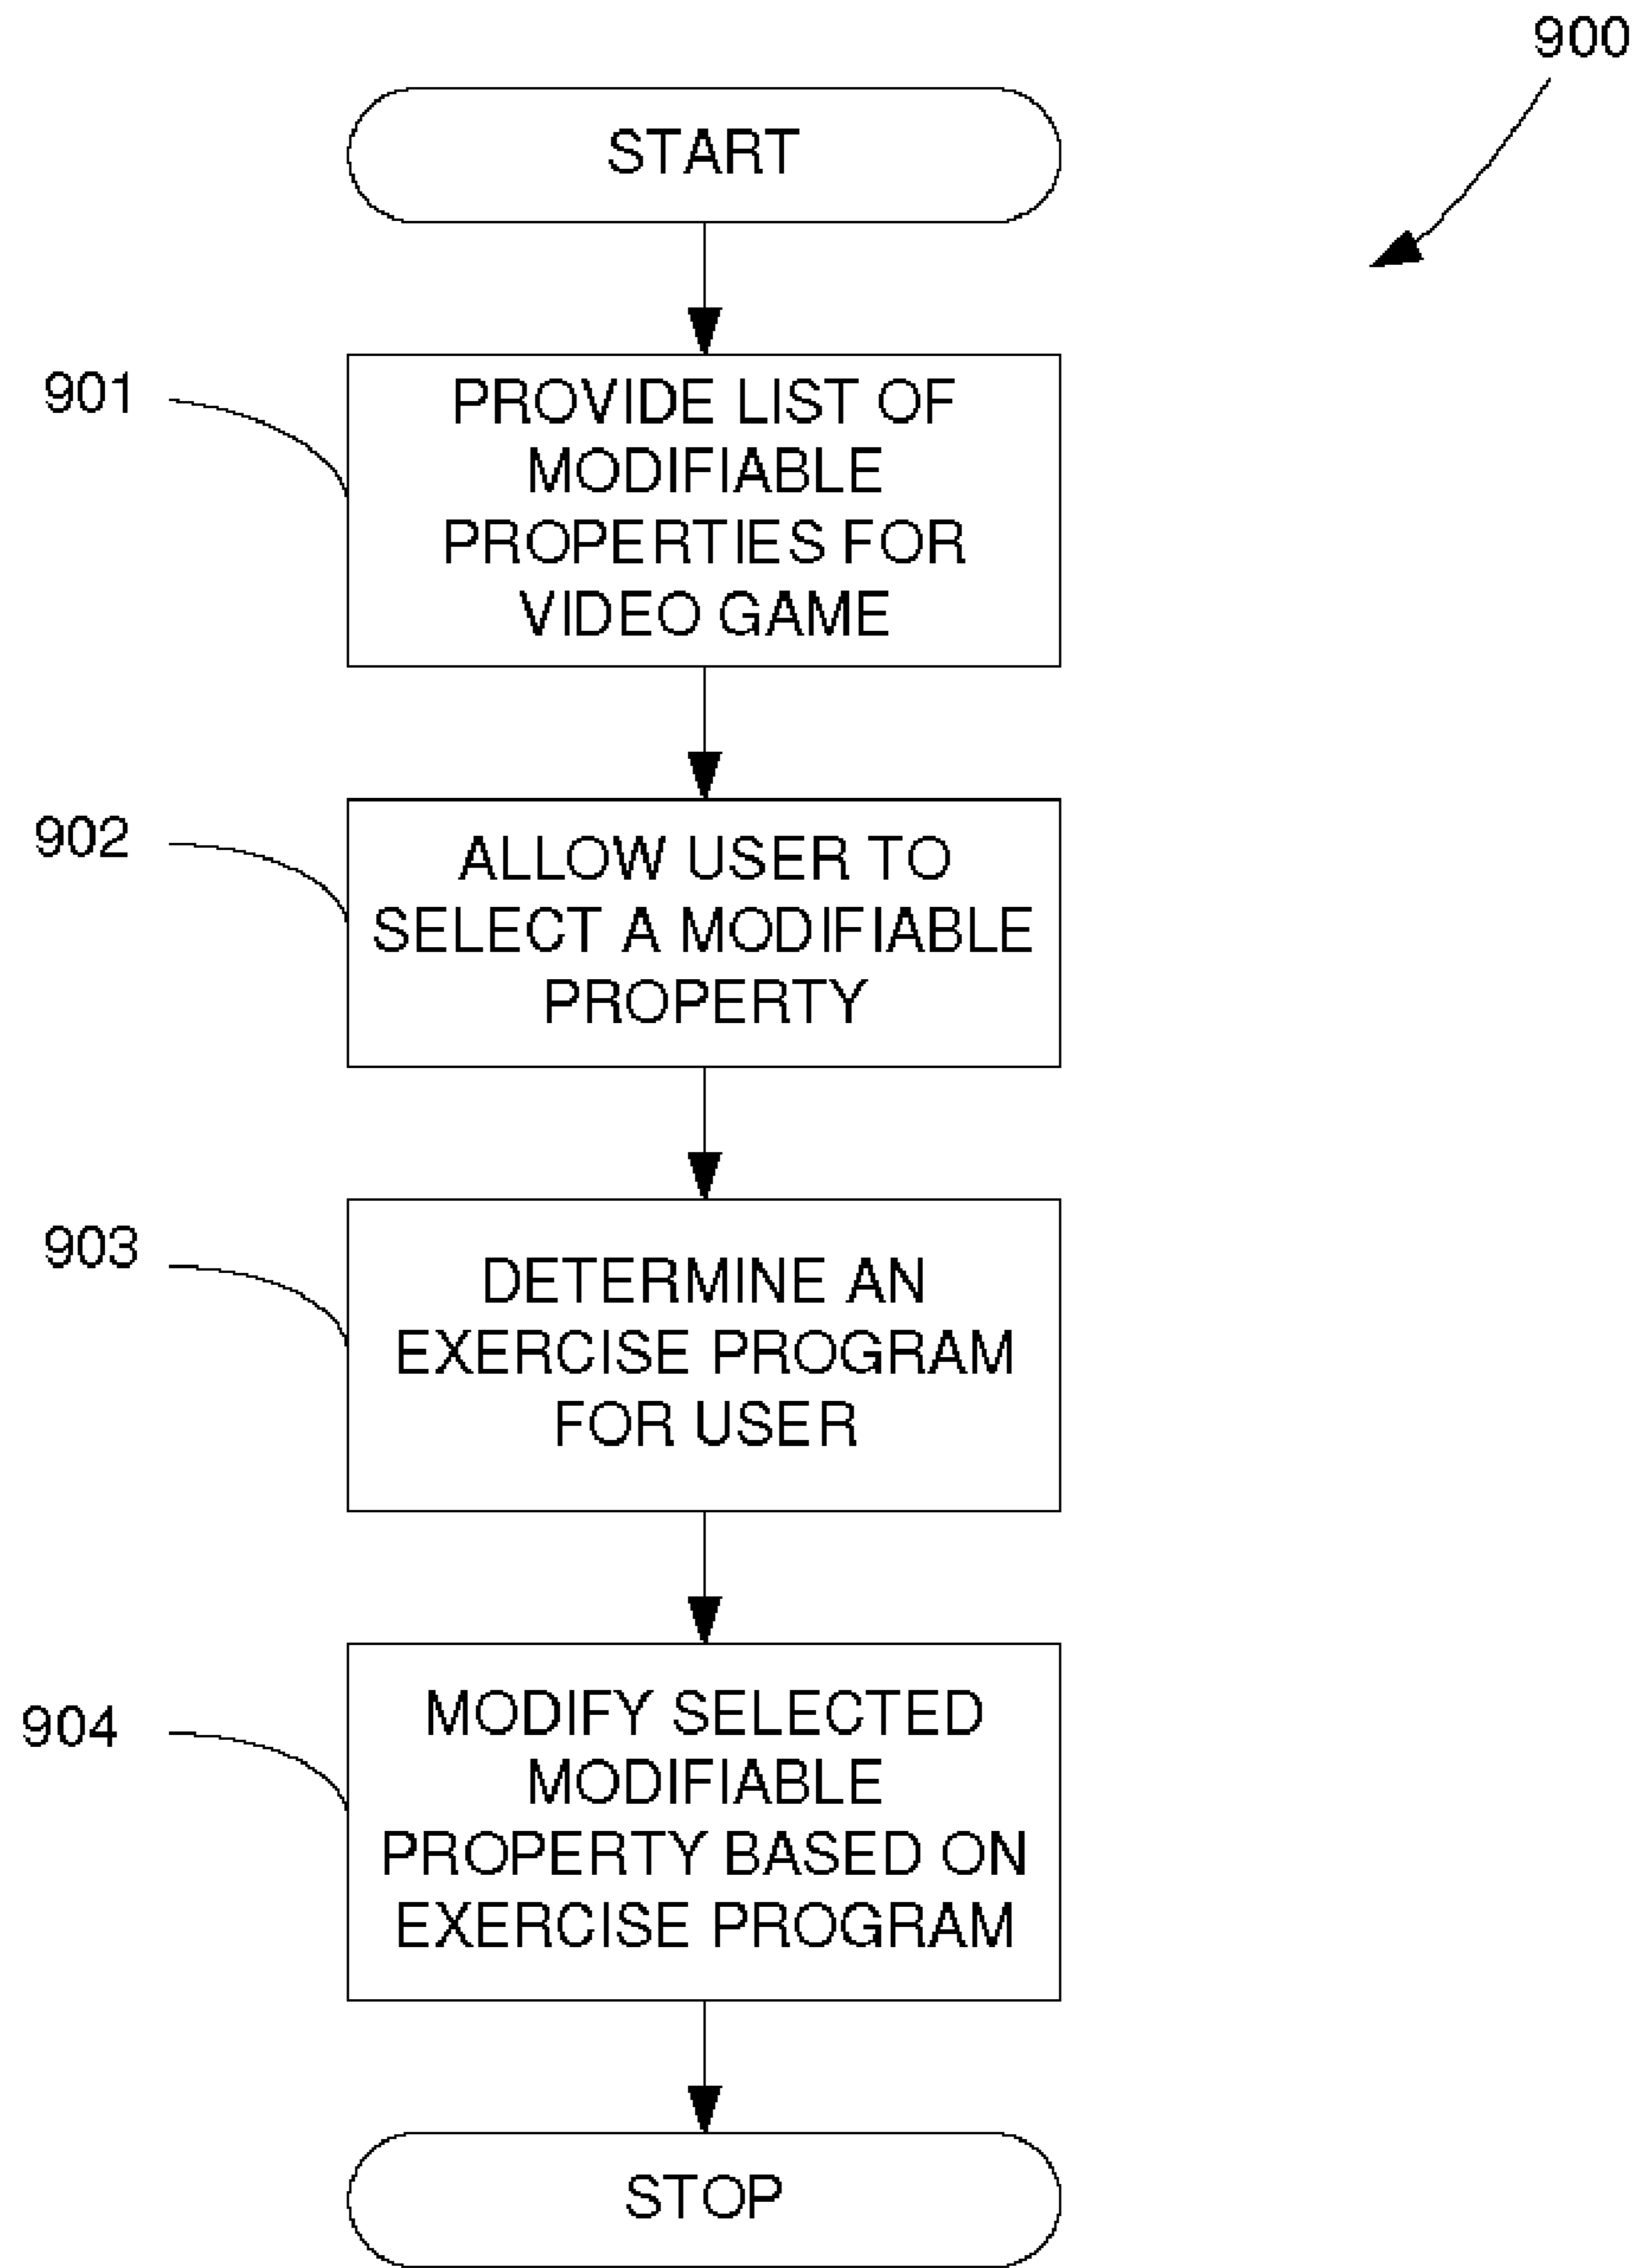 900
START
901
PROVIDE LIST OF
MODIFIABLE
PROPERTIES FOR
VIDEO GAME
902
ALLOW USER TO
SELECT A MODIFIABLE
PROPERTY
903
DETERMINE AN
EXERCISE PROGRAM
FOR USER
904
MODIFY SELECTED
MODIFIABLE
PROPERTY BASED ON
EXERCISE PROGRAM
STOP